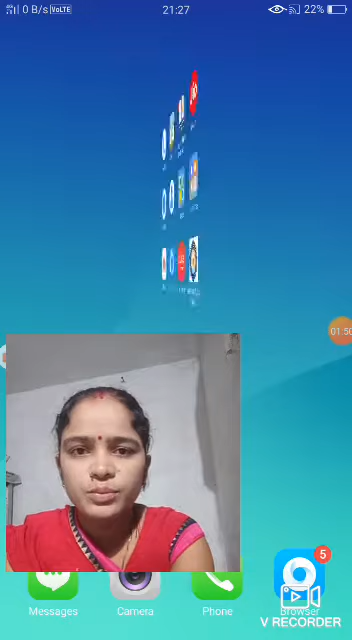 0 B/s VoLTE 21:27 22%
01:50
5
Messages Camera Phone Browser
V RECORDER